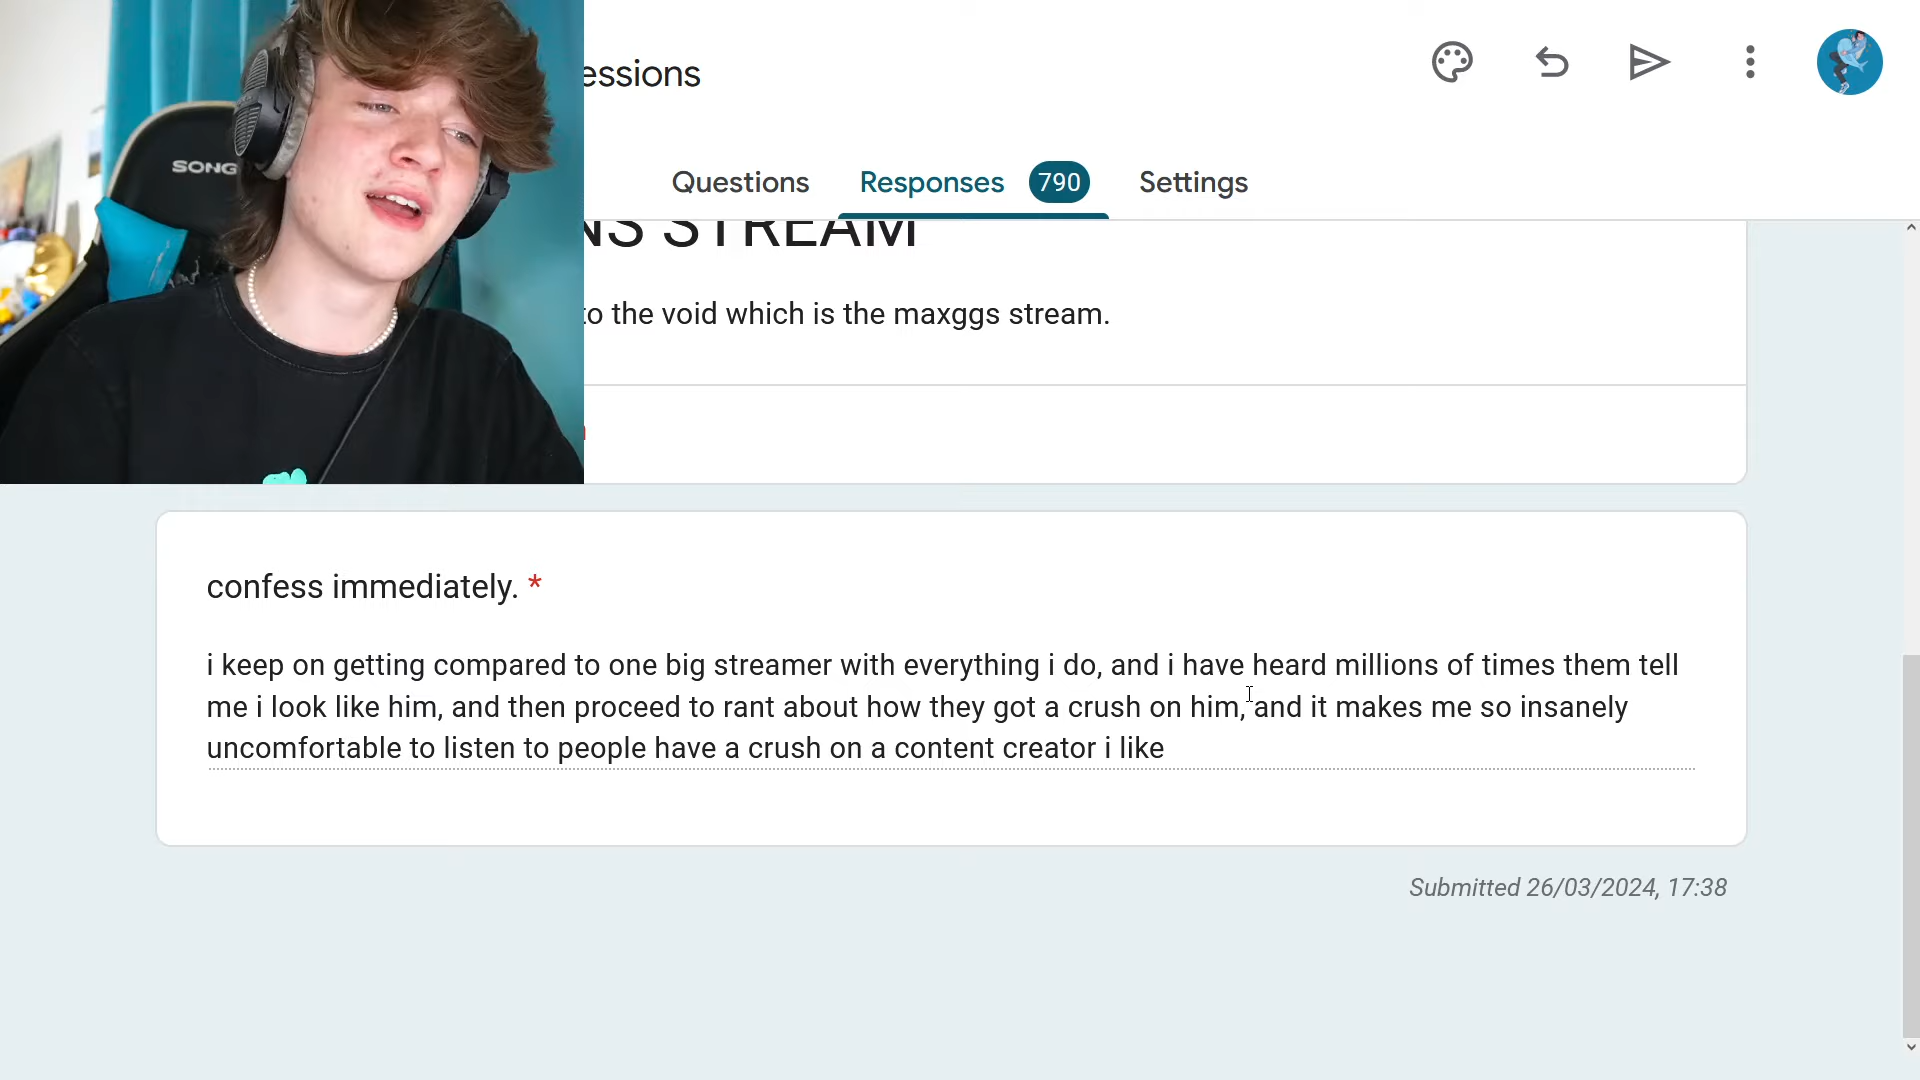 essions
SONG
Questions Responses 790 Settings
NS STREAM
to the void which is the maxggs stream.
confess immediately. *
i keep on getting compared to one big streamer with everything i do, and i have heard millions of times them tell
me i look like him, and then proceed to rant about how they got a crush on him, and it makes me so insanely
uncomfortable to listen to people have a crush on a content creator i like
Submitted 26/03/2024, 17:38